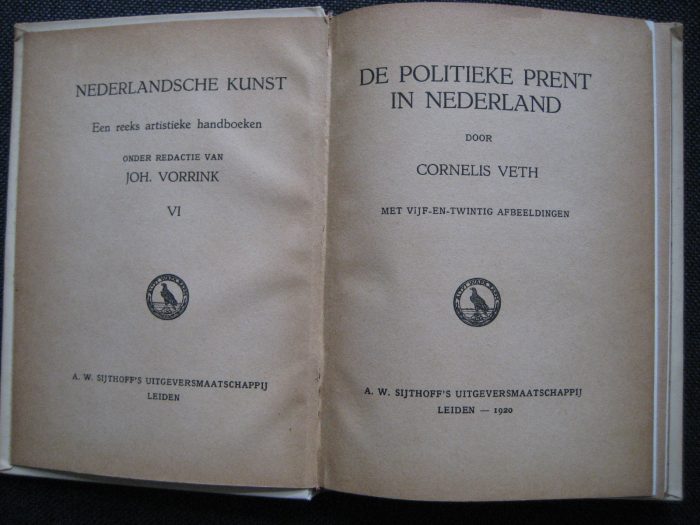 NEDERLANDSCHE KUNST
Een reeks artistieke handboeken
ONDER REDACTIE VAN
JOH. VORRINK
VI
A. W. SIJTHOFF'S UITGEVERSMAATSCHAPPIJ
LEIDEN
DE POLITIEKE PRENT
IN NEDERLAND
DOOR
CORNELIS VETH
MET VIJF-EN-TWINTIG AFBEELDINGEN
A. W. SIJTHOFF'S UITGEVERSMAATSCHAPPIJ
LEIDEN — 1920